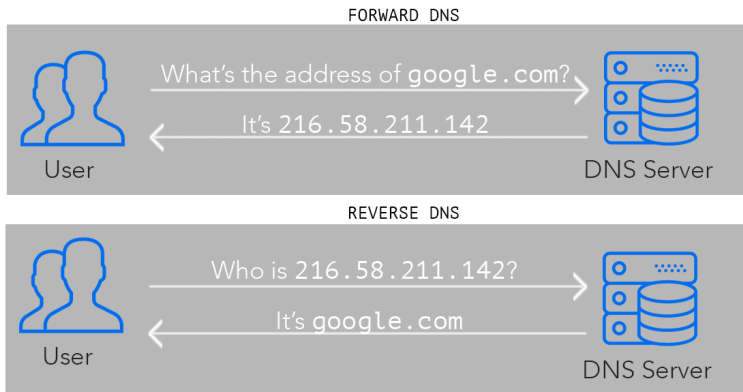 FORWARD DNS
What's the address of google.com?
It's 216.58.211.142
User
DNS Server
REVERSE DNS
Who is 216.58.211.142?
It's google.com
User
DNS Server